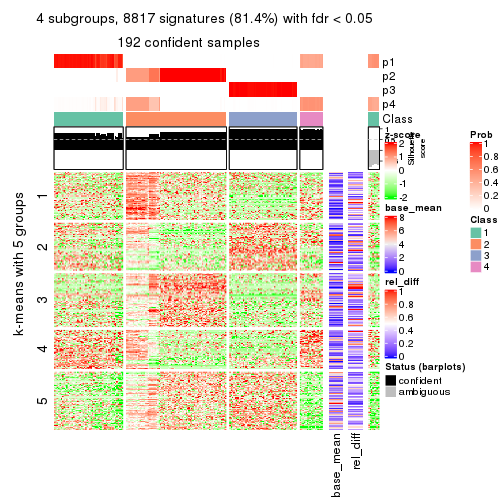 4 subgroups, 8817 signatures (81.4%) with fdr < 0.05
192 confident samples
p1
p2
p3
p4
Class
1
Silhouette
score
k-means with 5 groups
1
2
3
4
5
base_mean
rel_diff
z-score
2
1
0
-1
-2
base_mean
8
6
4
2
0
rel_diff
1
0.8
0.6
0.4
0.2
0
Status (barplots)
confident
ambiguous
Prob
1
0.8
0.6
0.4
0.2
0
Class
1
2
3
4